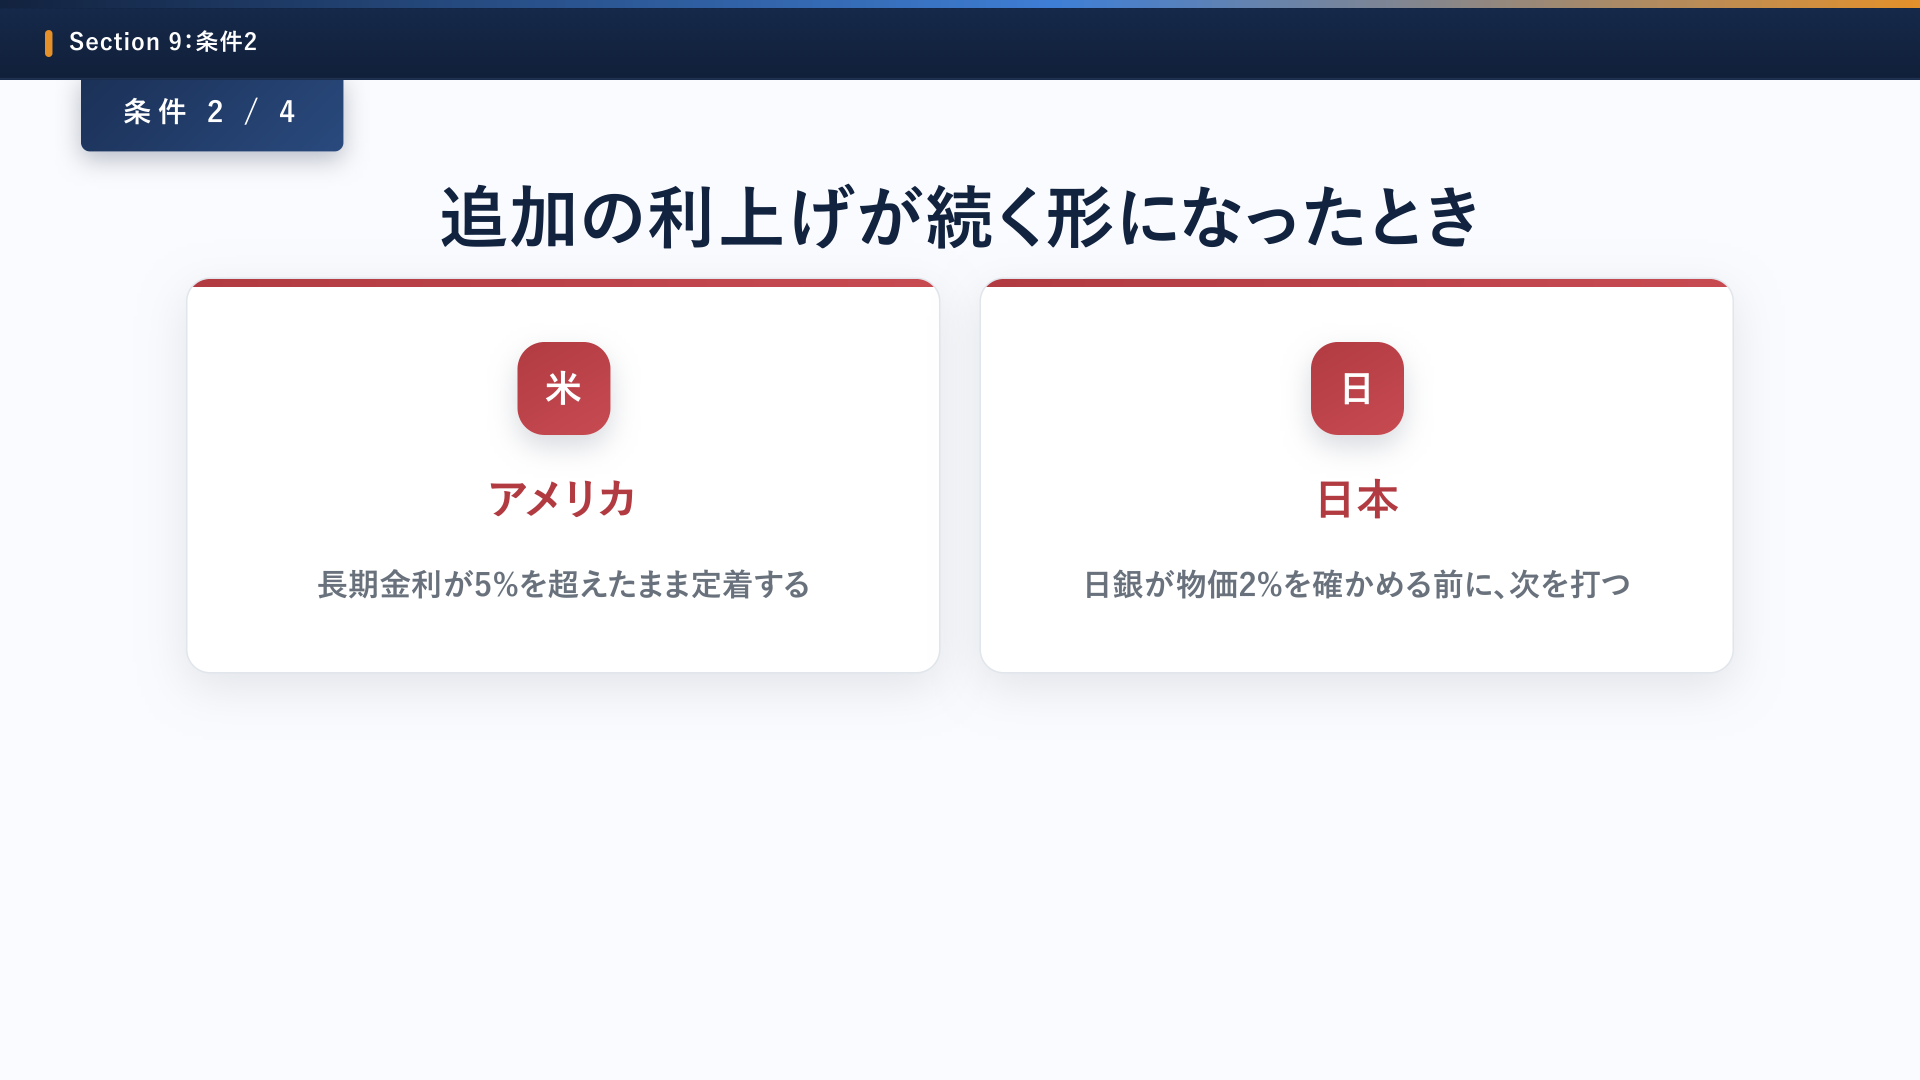 Section 9：条件2
条件 2 / 4
追加の利上げが続く形になったとき
米
アメリカ
長期金利が5%を超えたまま定着する
日
日本
日銀が物価2%を確かめる前に、次を打つ